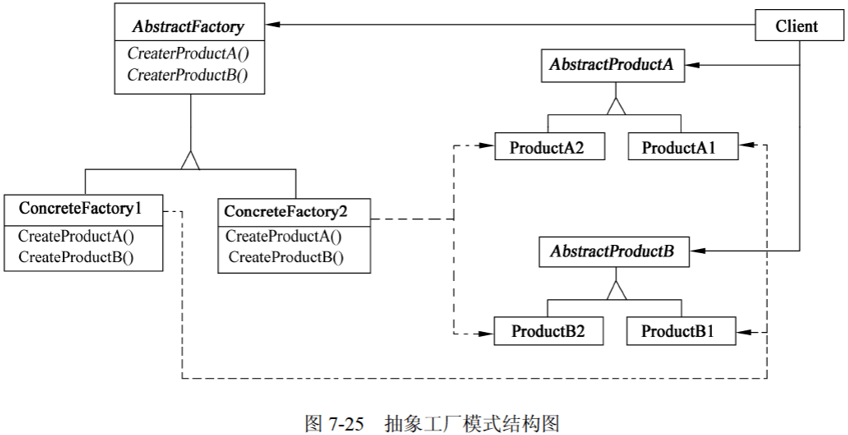 AbstractFactory
CreaterProductA()
CreaterProductB()
Client
AbstractProductA
ProductA2
ProductA1
ConcreteFactory1
CreateProductA()
CreateProductB()
ConcreteFactory2
CreateProductA()
CreateProductB()
AbstractProductB
ProductB2
ProductB1
图 7-25 抽象工厂模式结构图